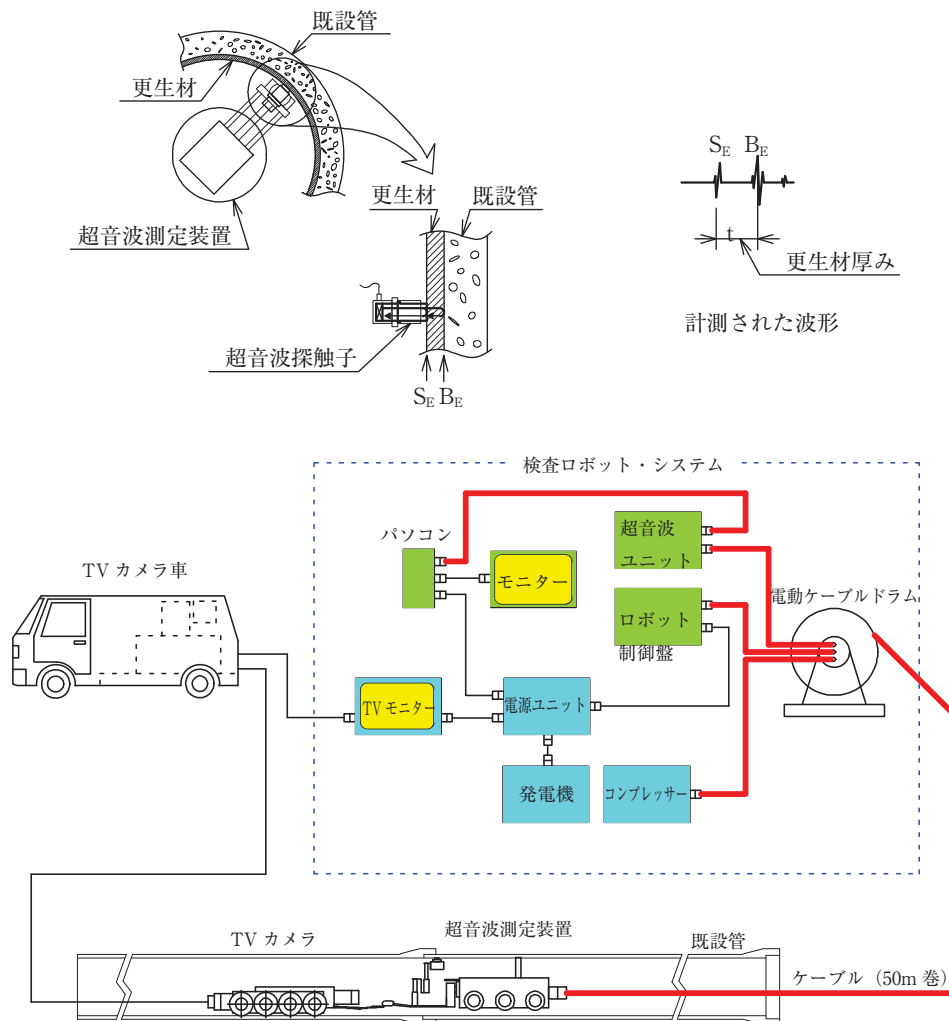 既設管
更生材
超音波測定装置
更生材
既設管
超音波探触子
SE BE
SE BE
t
更生材厚み
計測された波形
検査ロボット・システム
TV カメラ車
パソコン
モニター
超音波
ユニット
ロボット
制御盤
電動ケーブルドラム
TV モニター
電源ユニット
発電機
コンプレッサー
TV カメラ
超音波測定装置
既設管
ケーブル（50m 巻）